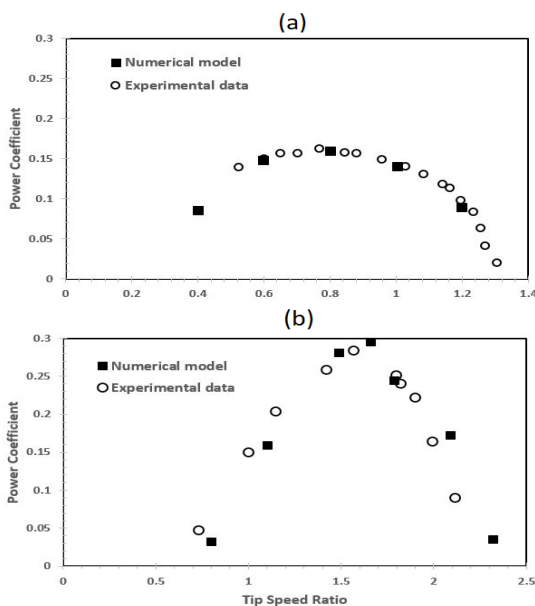 (a)
0.3
0.25
0.2
0.15
0.1
0.05
0
Power Coefficient
Numerical model
Experimental data
0 0.2 0.4 0.6 0.8 1 1.2 1.4
(b)
0.3
0.25
0.2
0.15
0.1
0.05
0
Power Coefficient
Numerical model
Experimental data
0 0.5 1 1.5 2 2.5
Tip Speed Ratio